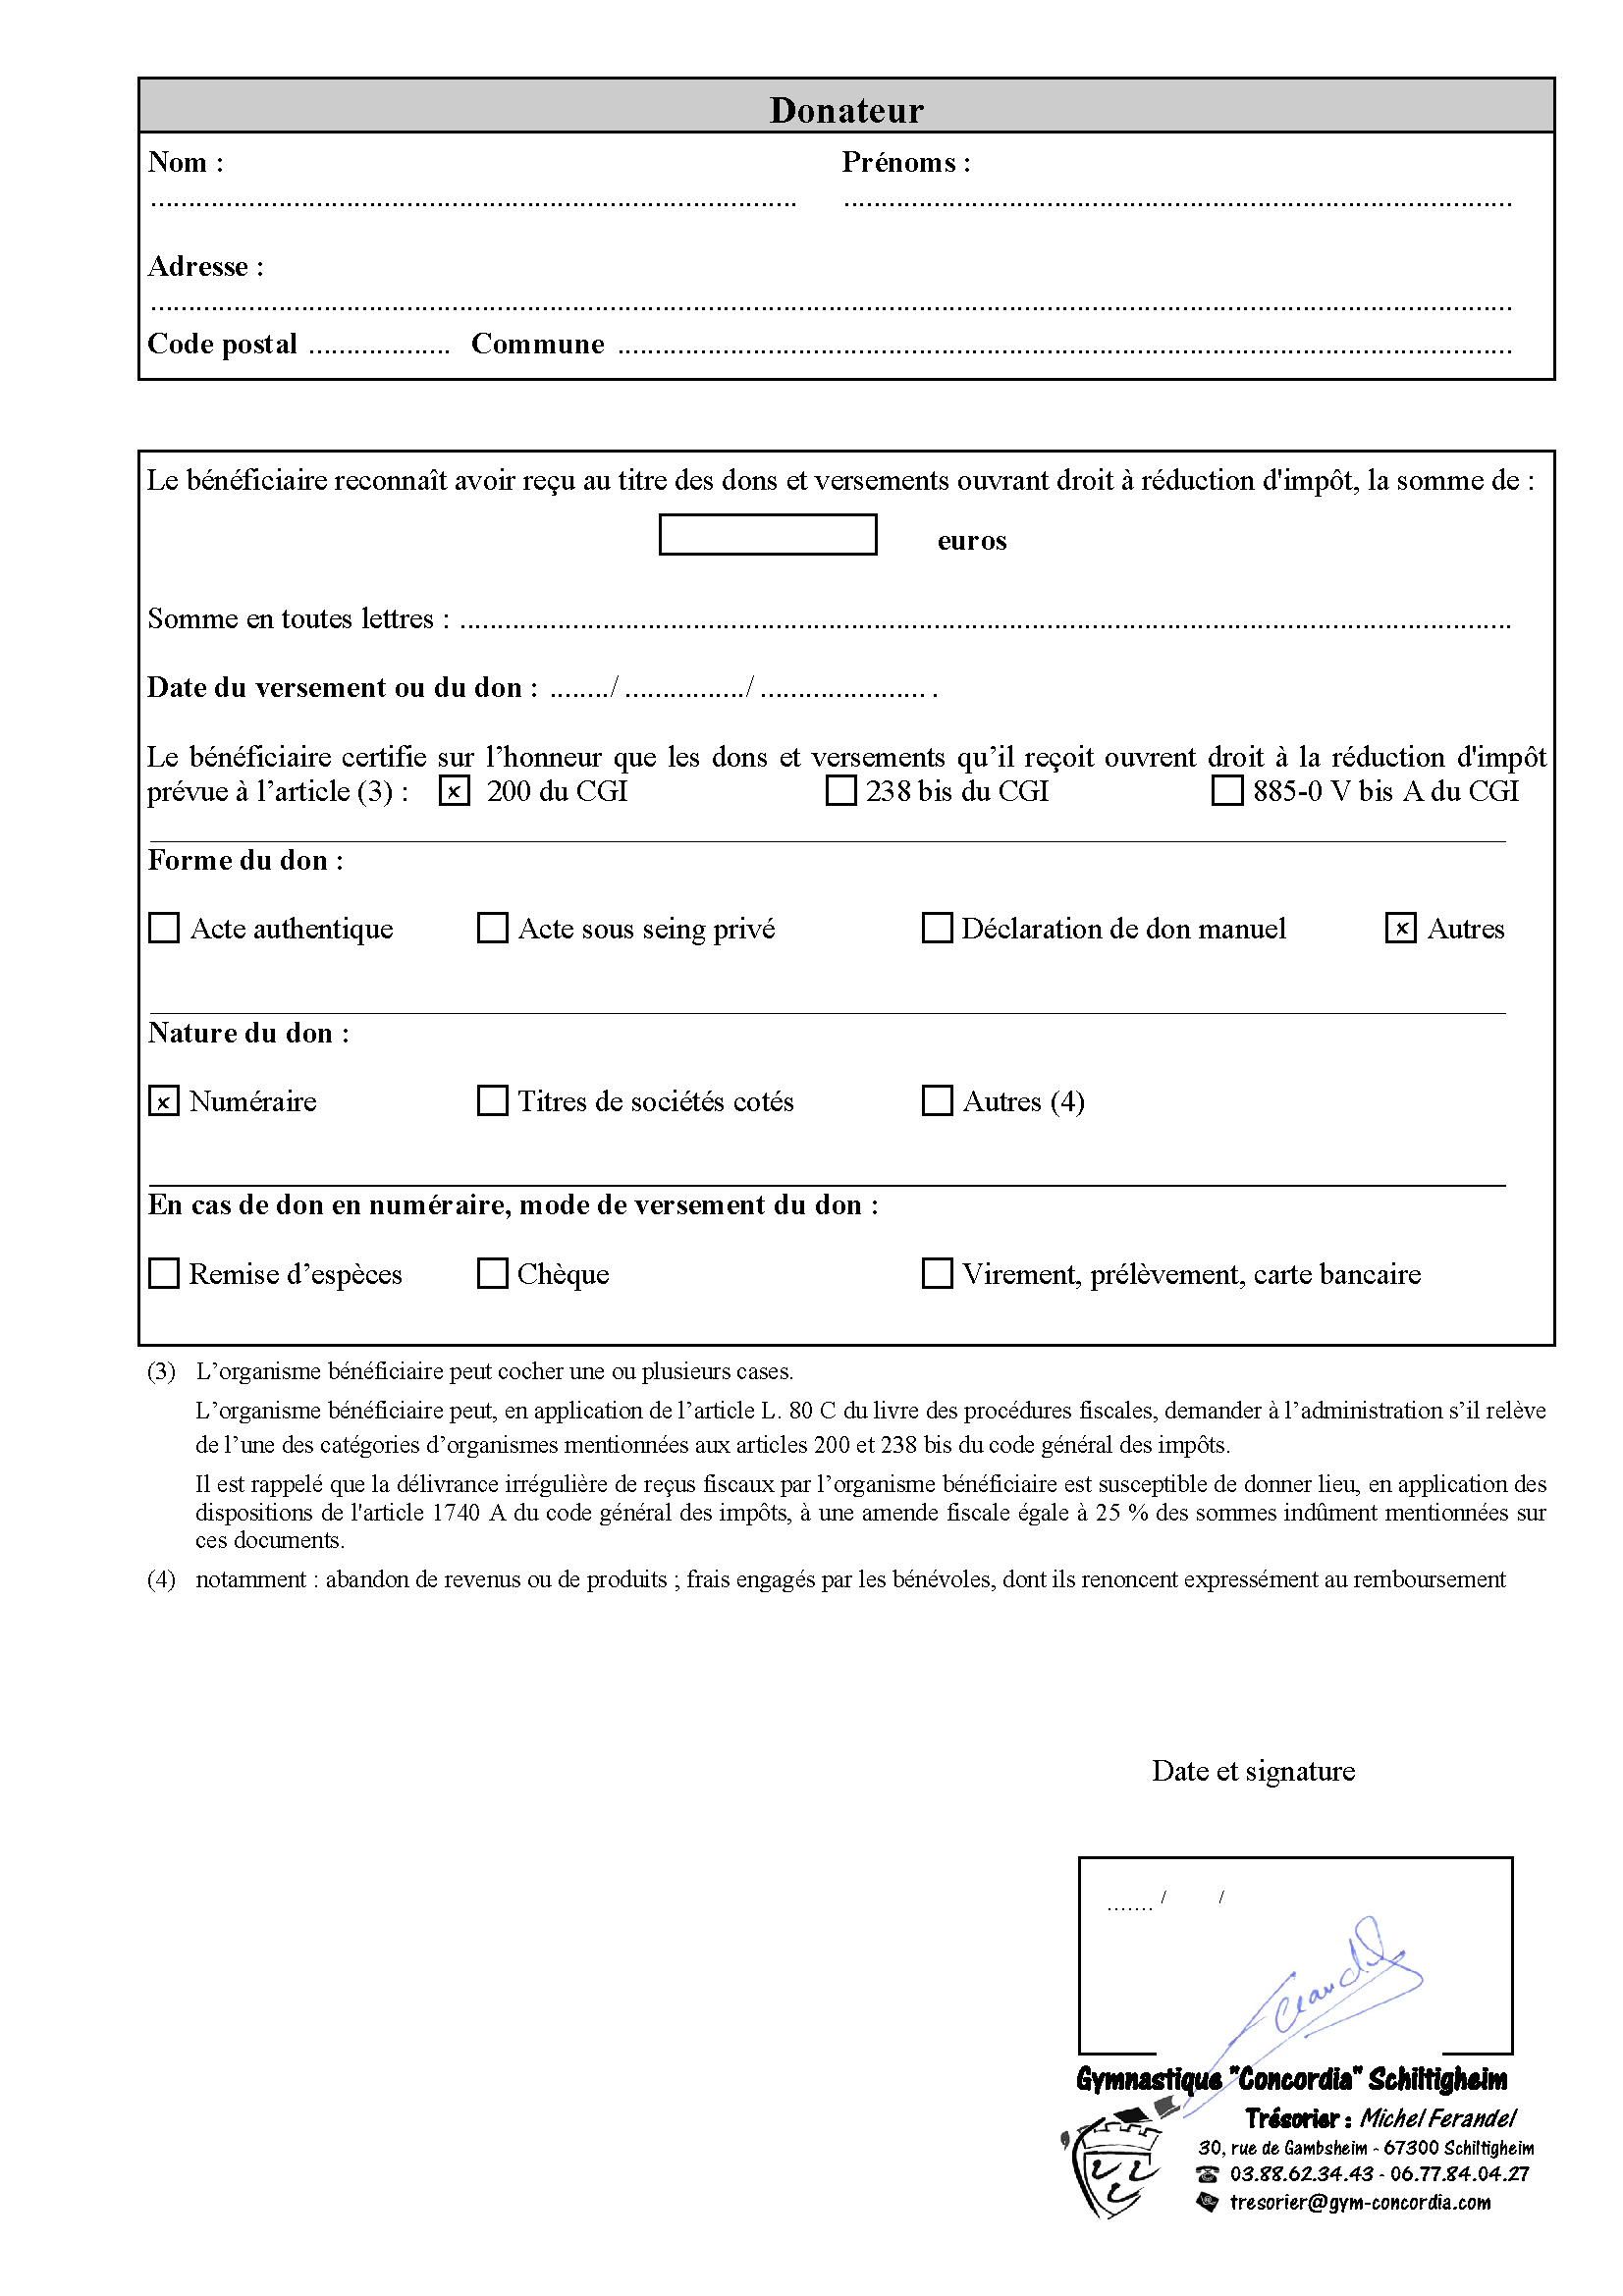 Donateur
Nom : Prénoms :
.......................................................................... ..........................................................................
Adresse :
..........................................................................
Code postal ................... Commune ..........................................................................
Le bénéficiaire reconnaît avoir reçu au titre des dons et versements ouvrant droit à réduction d'impôt, la somme de :
euros
Somme en toutes lettres : ..........................................................................
Date du versement ou du don : ......../ ................/ ...................... .
Le bénéficiaire certifie sur l’honneur que les dons et versements qu’il reçoit ouvrent droit à la réduction d'impôt
prévue à l’article (3) : x 200 du CGI 238 bis du CGI 885-0 V bis A du CGI
Forme du don :
Acte authentique Acte sous seing privé Déclaration de don manuel x Autres
Nature du don :
x Numéraire Titres de sociétés cotés Autres (4)
En cas de don en numéraire, mode de versement du don :
Remise d’espèces Chèque Virement, prélèvement, carte bancaire
(3) L’organisme bénéficiaire peut cocher une ou plusieurs cases.
L’organisme bénéficiaire peut, en application de l’article L. 80 C du livre des procédures fiscales, demander à l’administration s’il relève
de l’une des catégories d’organismes mentionnées aux articles 200 et 238 bis du code général des impôts.
Il est rappelé que la délivrance irrégulière de reçus fiscaux par l’organisme bénéficiaire est susceptible de donner lieu, en application des
dispositions de l'article 1740 A du code général des impôts, à une amende fiscale égale à 25 % des sommes indûment mentionnées sur
ces documents.
(4) notamment : abandon de revenus ou de produits ; frais engagés par les bénévoles, dont ils renoncent expressément au remboursement
Date et signature
....... / /
Gymnastique "Concordia" Schiltigheim
Trésorier : Michel Ferandel
30, rue de Gambsheim - 67300 Schiltigheim
03.88.62.34.43 - 06.77.84.04.27
tresorier@gym-concordia.com